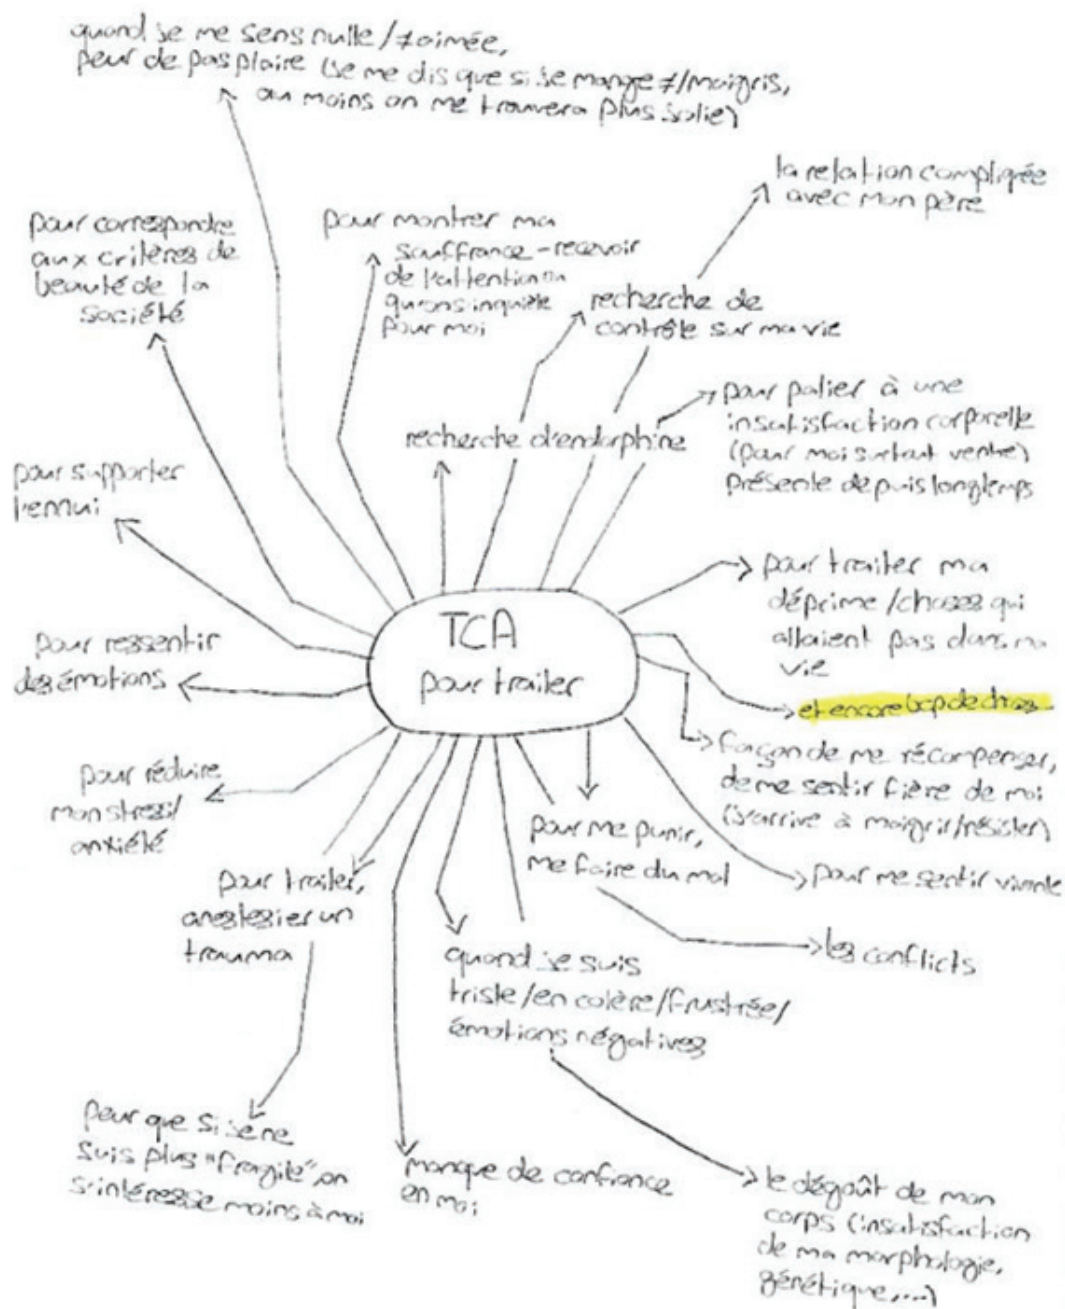 quand je me sens nulle/≠aimée,
peur de pas plaire (je me dis que si je mange ≠/maigris,
au moins on me trouvera plus jolie)
la relation compliquée
avec mon père
pour correspondre
aux critères de
beauté de la
société
pour montrer ma
souffrance - recevoir
de l'attention
qu'on s'inquiète
pour moi
recherche de
contrôle sur ma vie
pour palier à une
insatisfaction corporelle
(pour moi surtout ventre)
présente depuis longtemps
recherche d'endorphine
pour supporter
l'ennui
pour traiter ma
déprime/choses qui
allaient pas dans ma
vie
TCA
pour traiter
pour ressentir
des émotions
et encore bcp de choses
façon de me récompenser,
de me sentir fière de moi
(j'arrive à maigrir/résister)
pour réduire
mon stress/
anxiété
pour me punir,
me faire du mal
pour me sentir vivante
pour traiter,
anestesier un
trauma
les conflicts
quand je suis
triste/en colère/frustrée/
émotions négatives
peur que si je ne
suis plus "fragile", on
s'intéresse moins à moi
manque de confiance
en moi
le dégoût de mon
corps (insatisfaction
de ma morphologie,
génétique,...)